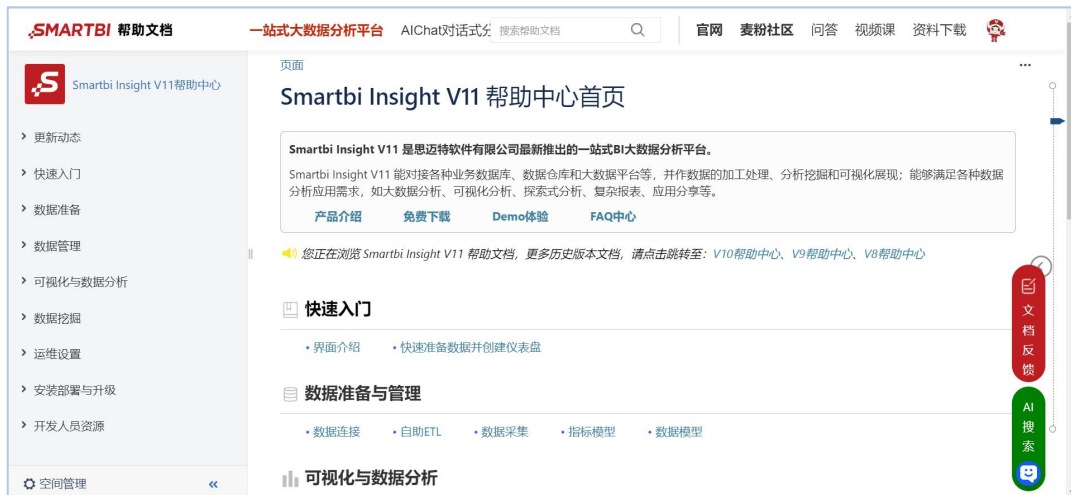 SMARTBI 帮助文档
一站式大数据分析平台 AIChat对话式分 搜索帮助文档 官网 麦粉社区 问答 视频课 资料下载
Smartbi Insight V11帮助中心
更新动态
快速入门
数据准备
数据管理
可视化与数据分析
数据挖掘
运维设置
安装部署与升级
开发人员资源
空间管理
页面
Smartbi Insight V11 帮助中心首页
Smartbi Insight V11 是思迈特软件有限公司最新推出的一站式BI大数据分析平台。
Smartbi Insight V11 能对接各种业务数据库、数据仓库和大数据平台等，并作数据的加工处理、分析挖掘和可视化展现；能够满足各种数据
分析应用需求，如大数据分析、可视化分析、探索式分析、复杂报表、应用分享等。
产品介绍 免费下载 Demo体验 FAQ中心
您正在浏览 Smartbi Insight V11 帮助文档，更多历史版本文档，请点击跳转至：V10帮助中心、V9帮助中心、V8帮助中心
快速入门
• 界面介绍 • 快速准备数据并创建仪表盘
数据准备与管理
• 数据连接 • 自助ETL • 数据采集 • 指标模型 • 数据模型
可视化与数据分析
文档反馈
AI搜索